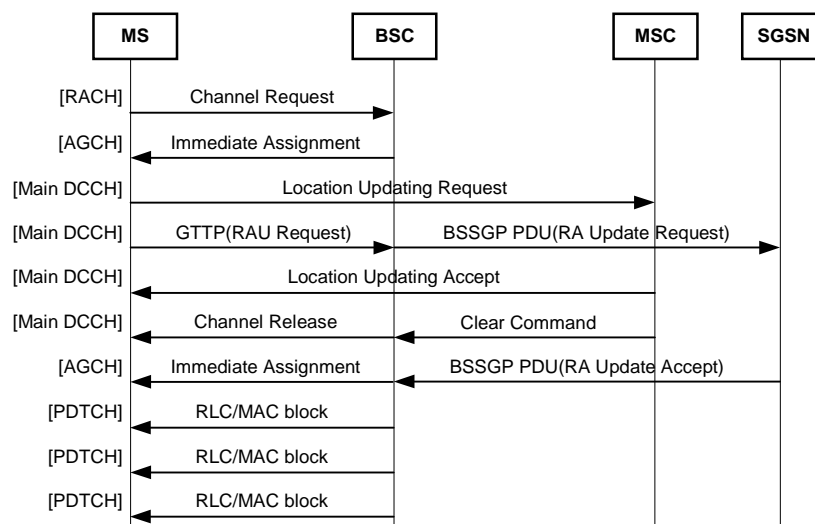 MS BSC MSC SGSN
[RACH] Channel Request
[AGCH] Immediate Assignment
[Main DCCH] Location Updating Request
[Main DCCH] GTTP(RAU Request) BSSGP PDU(RA Update Request)
[Main DCCH] Location Updating Accept
[Main DCCH] Channel Release Clear Command
[AGCH] Immediate Assignment BSSGP PDU(RA Update Accept)
[PDTCH] RLC/MAC block
[PDTCH] RLC/MAC block
[PDTCH] RLC/MAC block